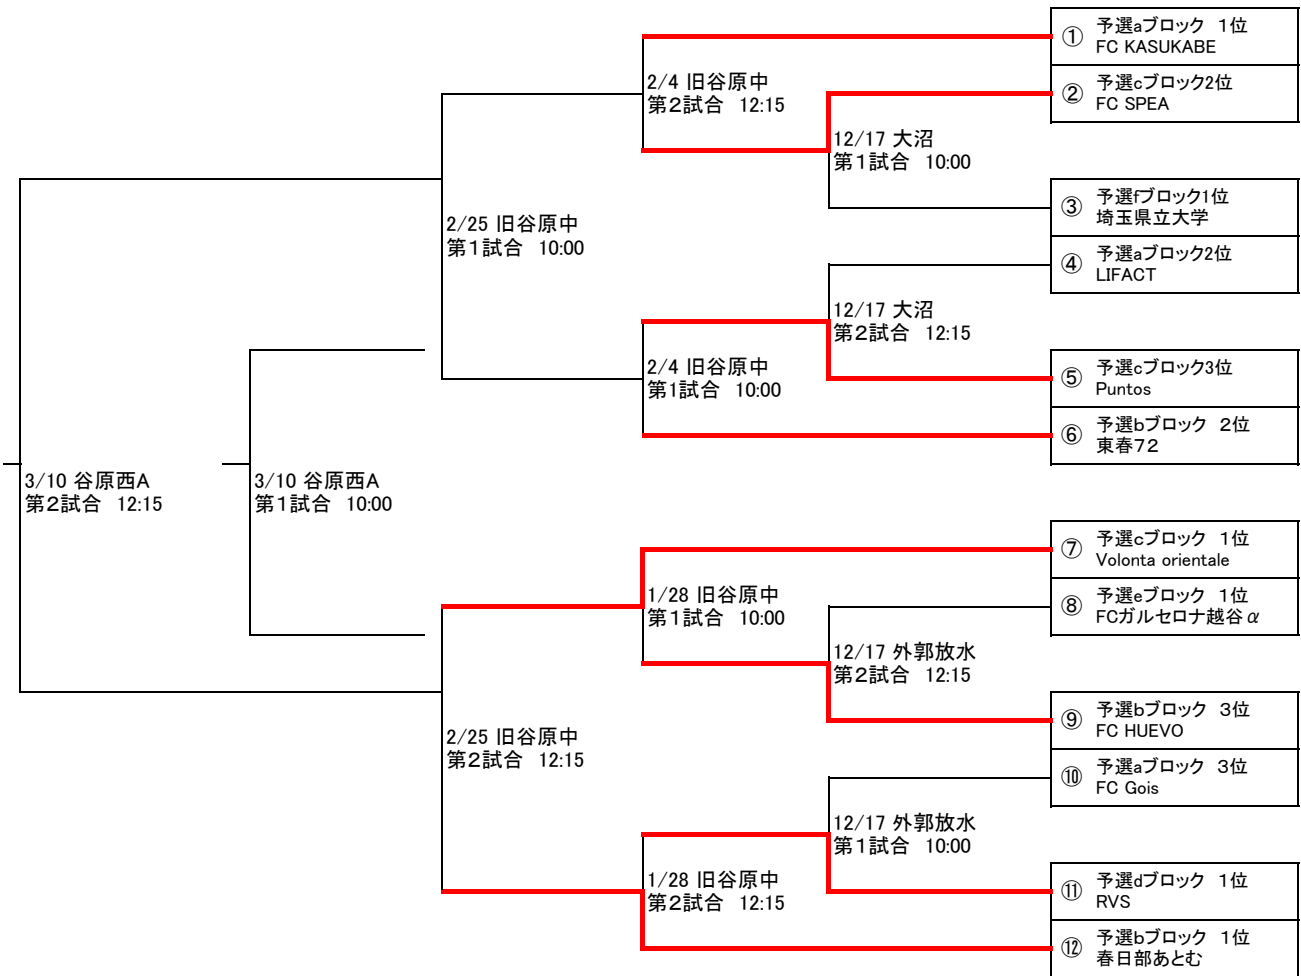 ① 予選aブロック　1位
FC KASUKABE
② 予選cブロック2位
FC SPEA
③ 予選fブロック1位
埼玉県立大学
④ 予選aブロック2位
LIFACT
⑤ 予選cブロック3位
Puntos
⑥ 予選bブロック　2位
東春72
⑦ 予選cブロック　1位
Volonta orientale
⑧ 予選eブロック　1位
FCガルセロナ越谷α
⑨ 予選bブロック　3位
FC HUEVO
⑩ 予選aブロック　3位
FC Gois
⑪ 予選dブロック　1位
RVS
⑫ 予選bブロック　1位
春日部あとむ
12/17 大沼
第1試合　10:00
12/17 大沼
第2試合　12:15
12/17 外郭放水
第2試合　12:15
12/17 外郭放水
第1試合　10:00
2/4 旧谷原中
第2試合　12:15
2/4 旧谷原中
第1試合　10:00
1/28 旧谷原中
第1試合　10:00
1/28 旧谷原中
第2試合　12:15
2/25 旧谷原中
第1試合　10:00
2/25 旧谷原中
第2試合　12:15
3/10 谷原西A
第1試合　10:00
3/10 谷原西A
第2試合　12:15